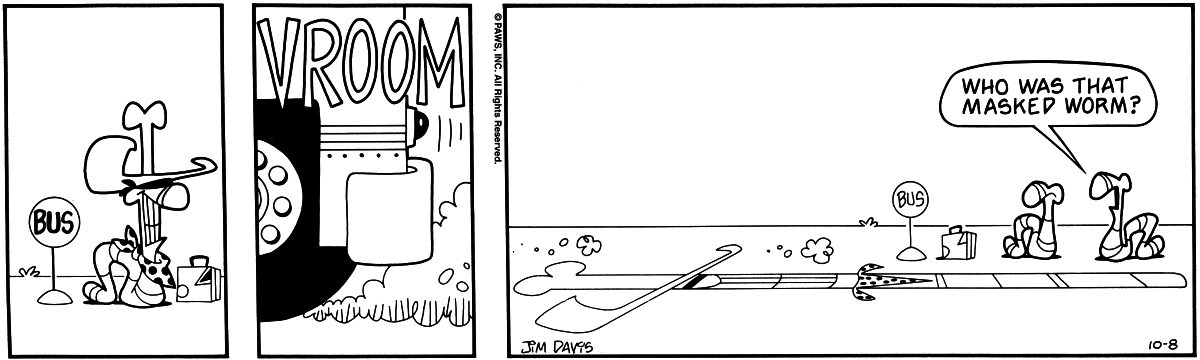 BUS
VROOM
© PAWS, INC. All Rights Reserved.
WHO WAS THAT
MASKED WORM?
BUS
JIM DAVIS
10-8